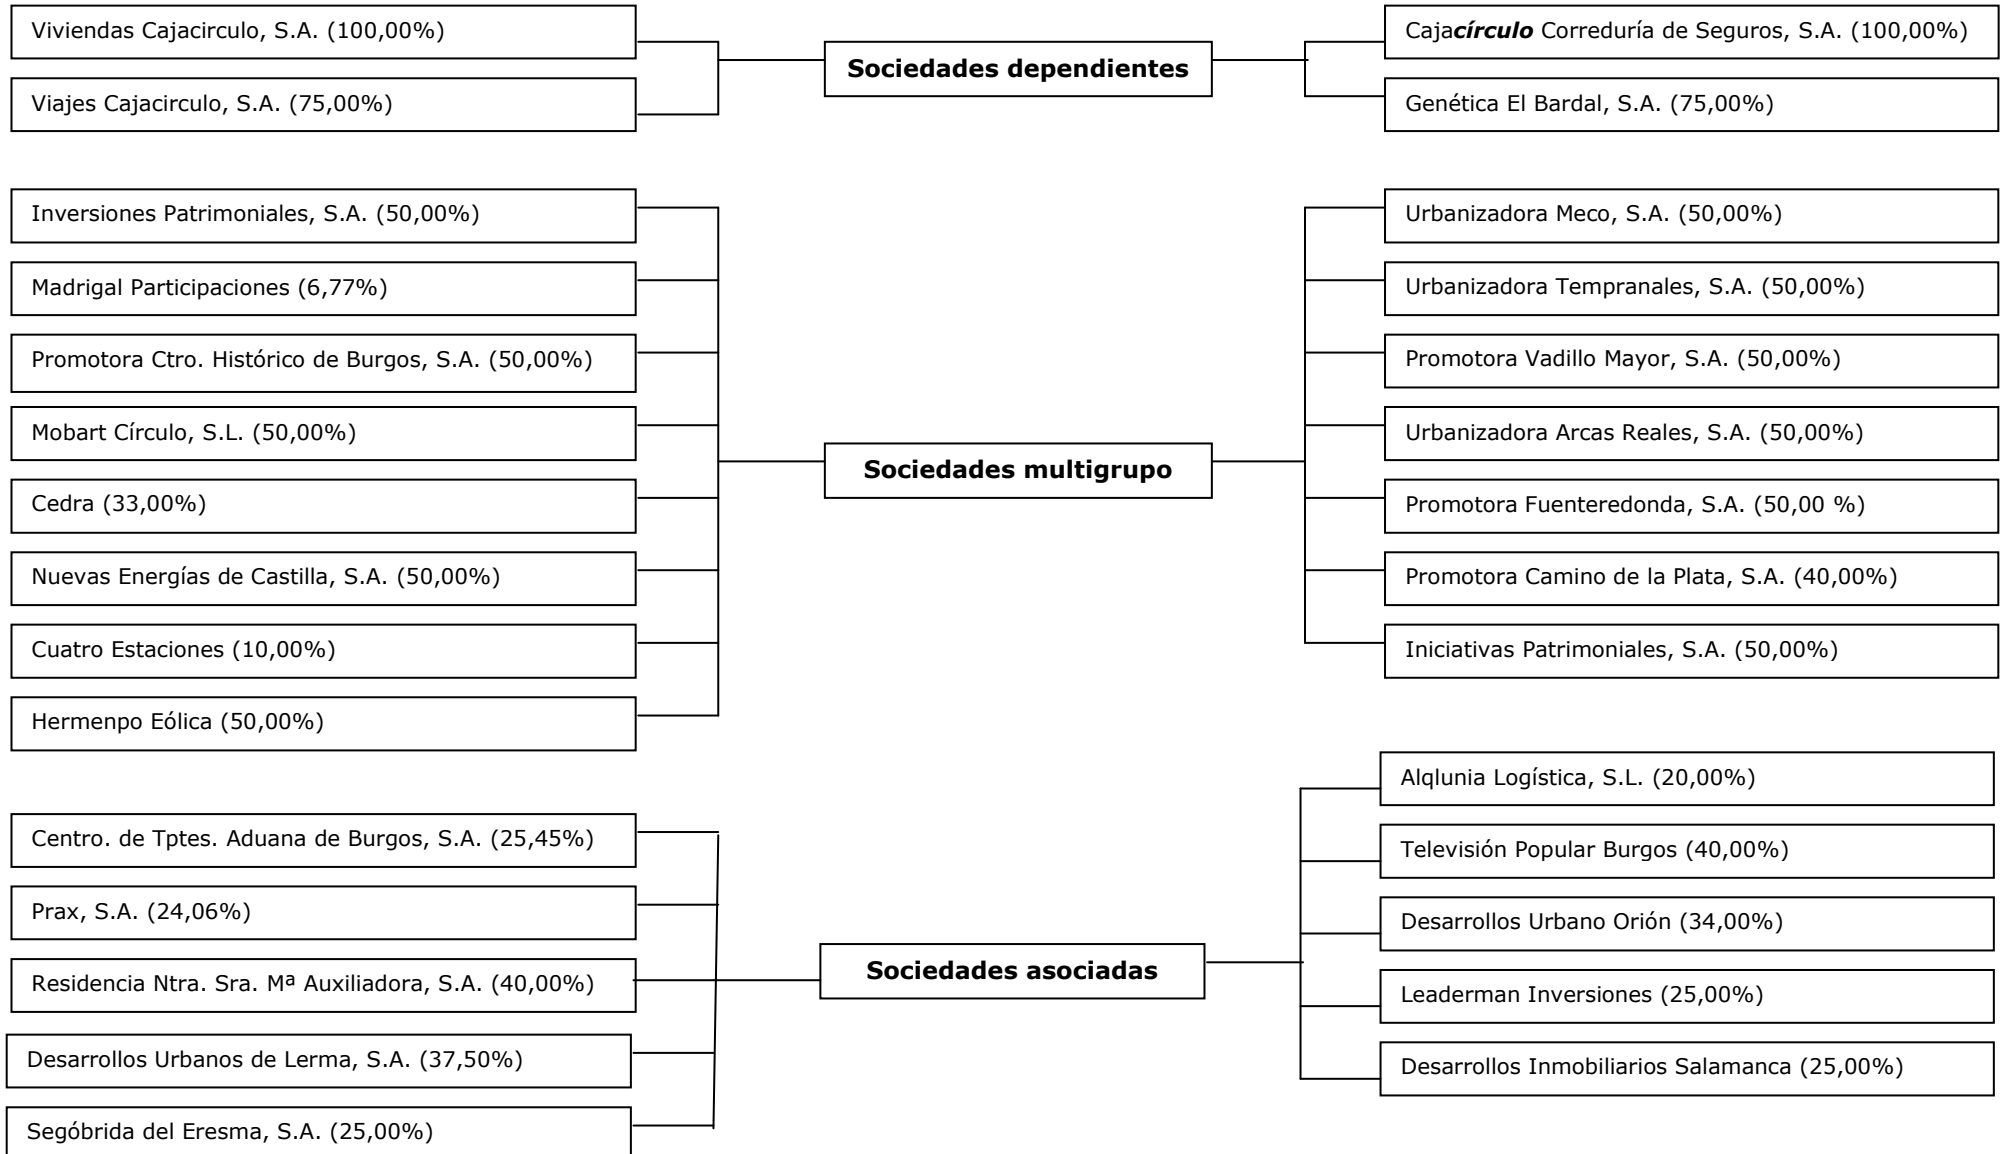 Viviendas Cajacirculo, S.A. (100,00%)
Viajes Cajacirculo, S.A. (75,00%)
Sociedades dependientes
Cajacírculo Correduría de Seguros, S.A. (100,00%)
Genética El Bardal, S.A. (75,00%)
Inversiones Patrimoniales, S.A. (50,00%)
Madrigal Participaciones (6,77%)
Promotora Ctro. Histórico de Burgos, S.A. (50,00%)
Mobart Círculo, S.L. (50,00%)
Cedra (33,00%)
Nuevas Energías de Castilla, S.A. (50,00%)
Cuatro Estaciones (10,00%)
Hermenpo Eólica (50,00%)
Sociedades multigrupo
Urbanizadora Meco, S.A. (50,00%)
Urbanizadora Tempranales, S.A. (50,00%)
Promotora Vadillo Mayor, S.A. (50,00%)
Urbanizadora Arcas Reales, S.A. (50,00%)
Promotora Fuenteredonda, S.A. (50,00 %)
Promotora Camino de la Plata, S.A. (40,00%)
Iniciativas Patrimoniales, S.A. (50,00%)
Centro. de Tptes. Aduana de Burgos, S.A. (25,45%)
Prax, S.A. (24,06%)
Residencia Ntra. Sra. Mª Auxiliadora, S.A. (40,00%)
Desarrollos Urbanos de Lerma, S.A. (37,50%)
Segóbrida del Eresma, S.A. (25,00%)
Sociedades asociadas
Alqlunia Logística, S.L. (20,00%)
Televisión Popular Burgos (40,00%)
Desarrollos Urbano Orión (34,00%)
Leaderman Inversiones (25,00%)
Desarrollos Inmobiliarios Salamanca (25,00%)